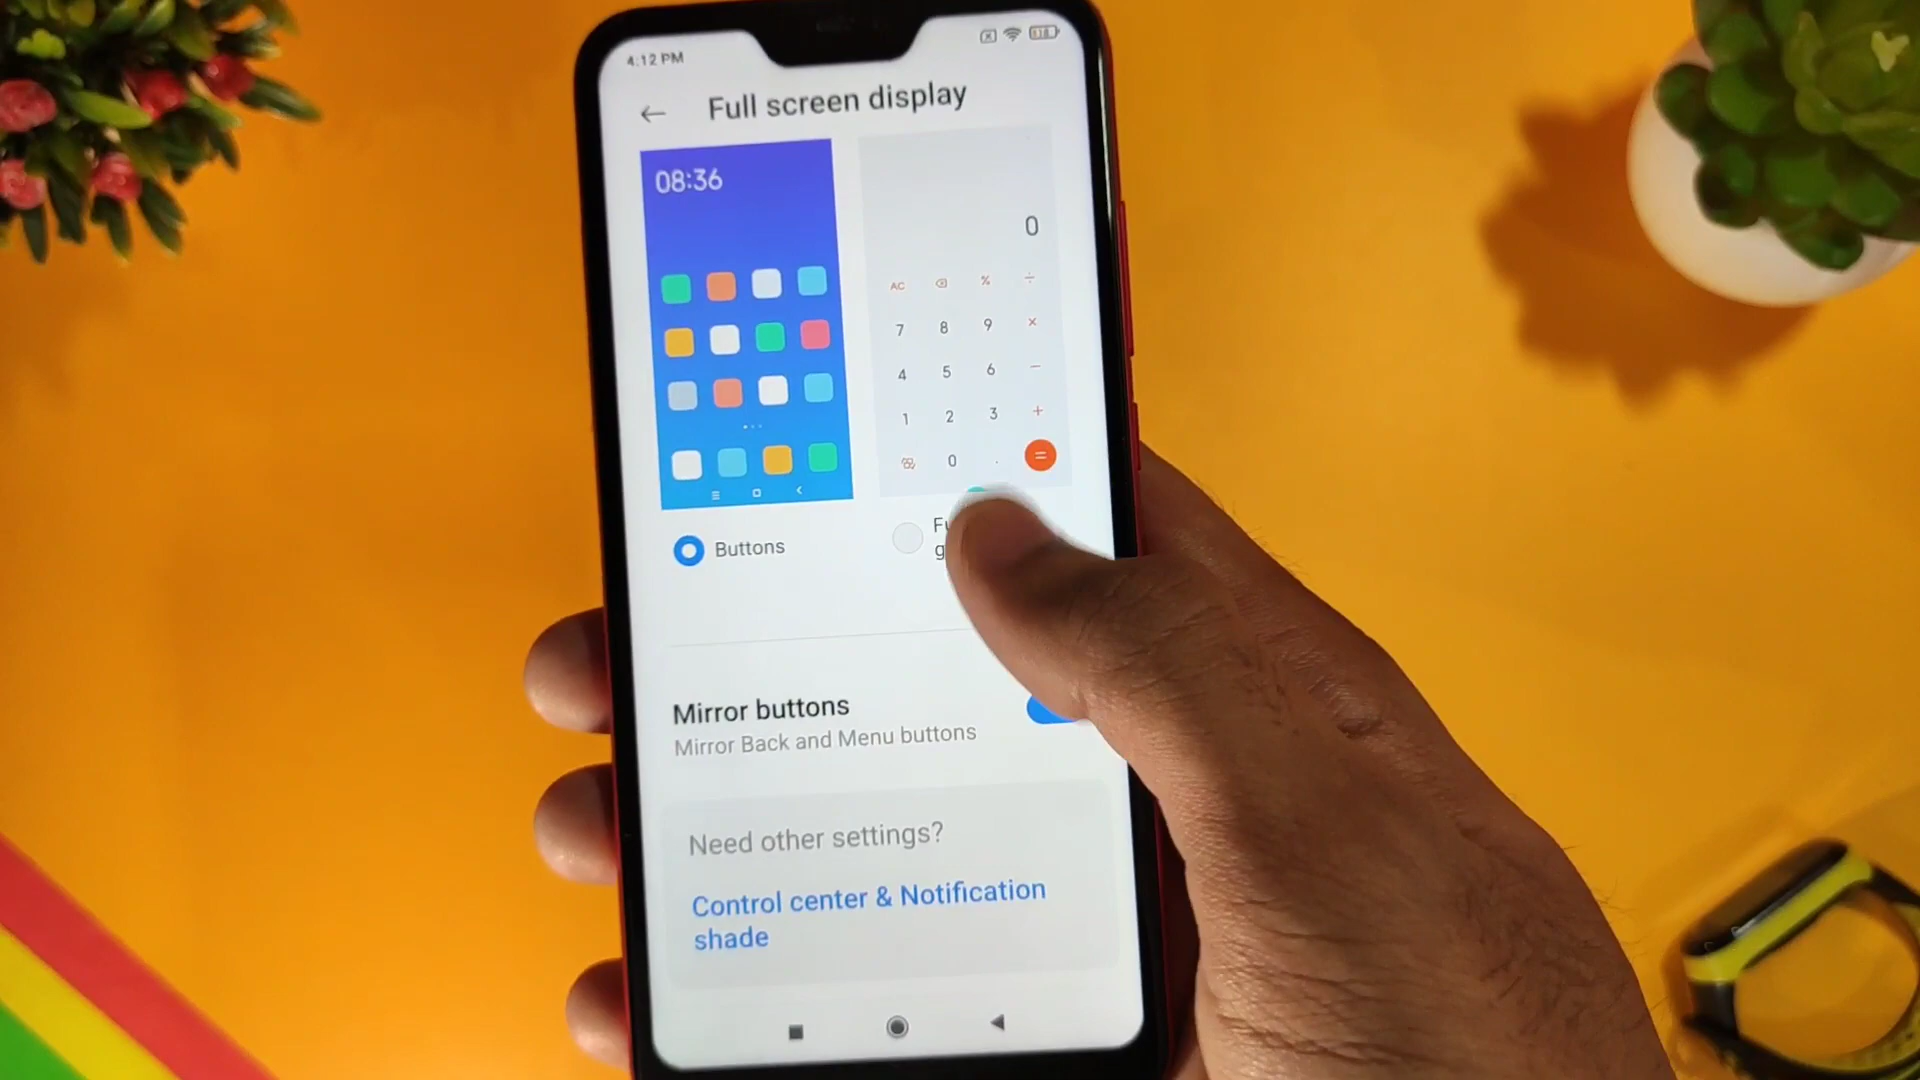 4:12 PM
Full screen display
08:36
0
AC % ÷
7 8 9 ×
4 5 6 −
1 2 3 +
0 . =
Buttons
Mirror buttons
Mirror Back and Menu buttons
Need other settings?
Control center & Notification
shade